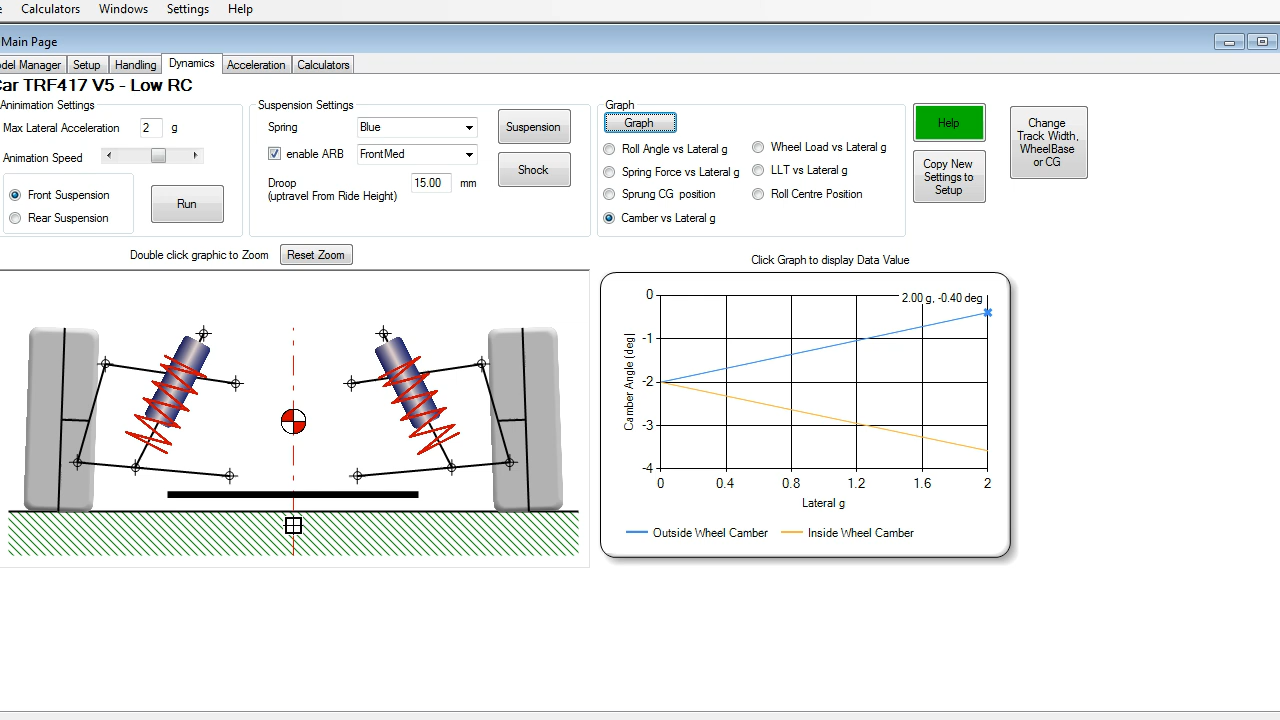 Calculators Windows Settings Help
Main Page
del Manager Setup Handling Dynamics Acceleration Calculators
Car TRF417 V5 - Low RC
Aninimation Settings
Max Lateral Acceleration 2 g
Animation Speed
Front Suspension
Rear Suspension
Run
Suspension Settings
Spring Blue
enable ARB FrontMed
Droop
(uptravel From Ride Height)
15.00 mm
Suspension
Shock
Graph
Graph
Roll Angle vs Lateral g
Spring Force vs Lateral g
Sprung CG position
Camber vs Lateral g
Wheel Load vs Lateral g
LLT vs Lateral g
Roll Centre Position
Help
Copy New
Settings to
Setup
Change
Track Width,
WheelBase
or CG
Double click graphic to Zoom Reset Zoom
Click Graph to display Data Value
2.00 g, -0.40 deg
Camber Angle (deg)
0
-1
-2
-3
-4
0 0.4 0.8 1.2 1.6 2
Lateral g
Outside Wheel Camber Inside Wheel Camber